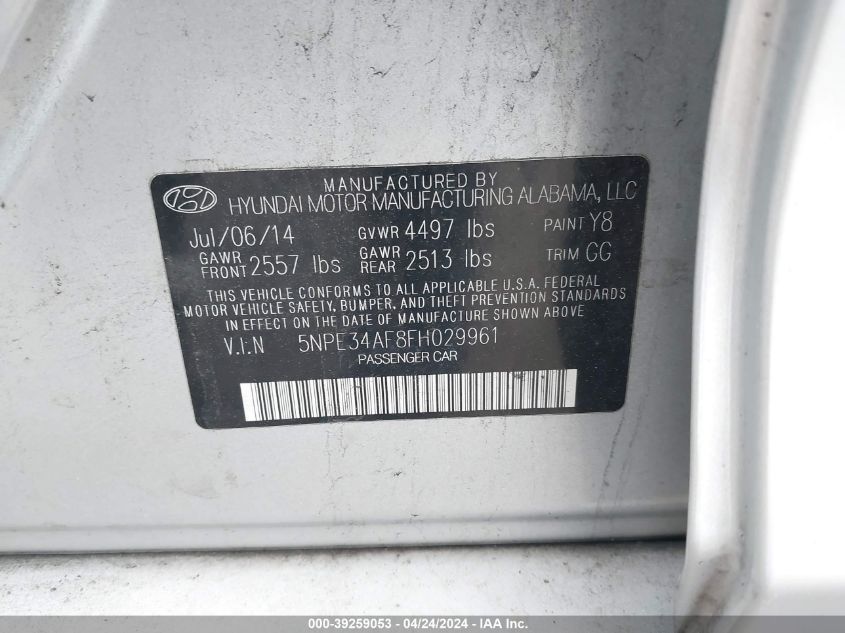 MANUFACTURED BY
HYUNDAI MOTOR MANUFACTURING ALABAMA, LLC
Jul/06/14 GVWR 4497 lbs PAINT Y8
GAWR FRONT 2557 lbs GAWR REAR 2513 lbs TRIM GG
THIS VEHICLE CONFORMS TO ALL APPLICABLE U.S.A. FEDERAL
MOTOR VEHICLE SAFETY, BUMPER, AND THEFT PREVENTION STANDARDS
IN EFFECT ON THE DATE OF MANUFACTURE SHOWN ABOVE
V.I.N 5NPE34AF8FH029961
PASSENGER CAR
000-39259053 - 04/24/2024 - IAA Inc.